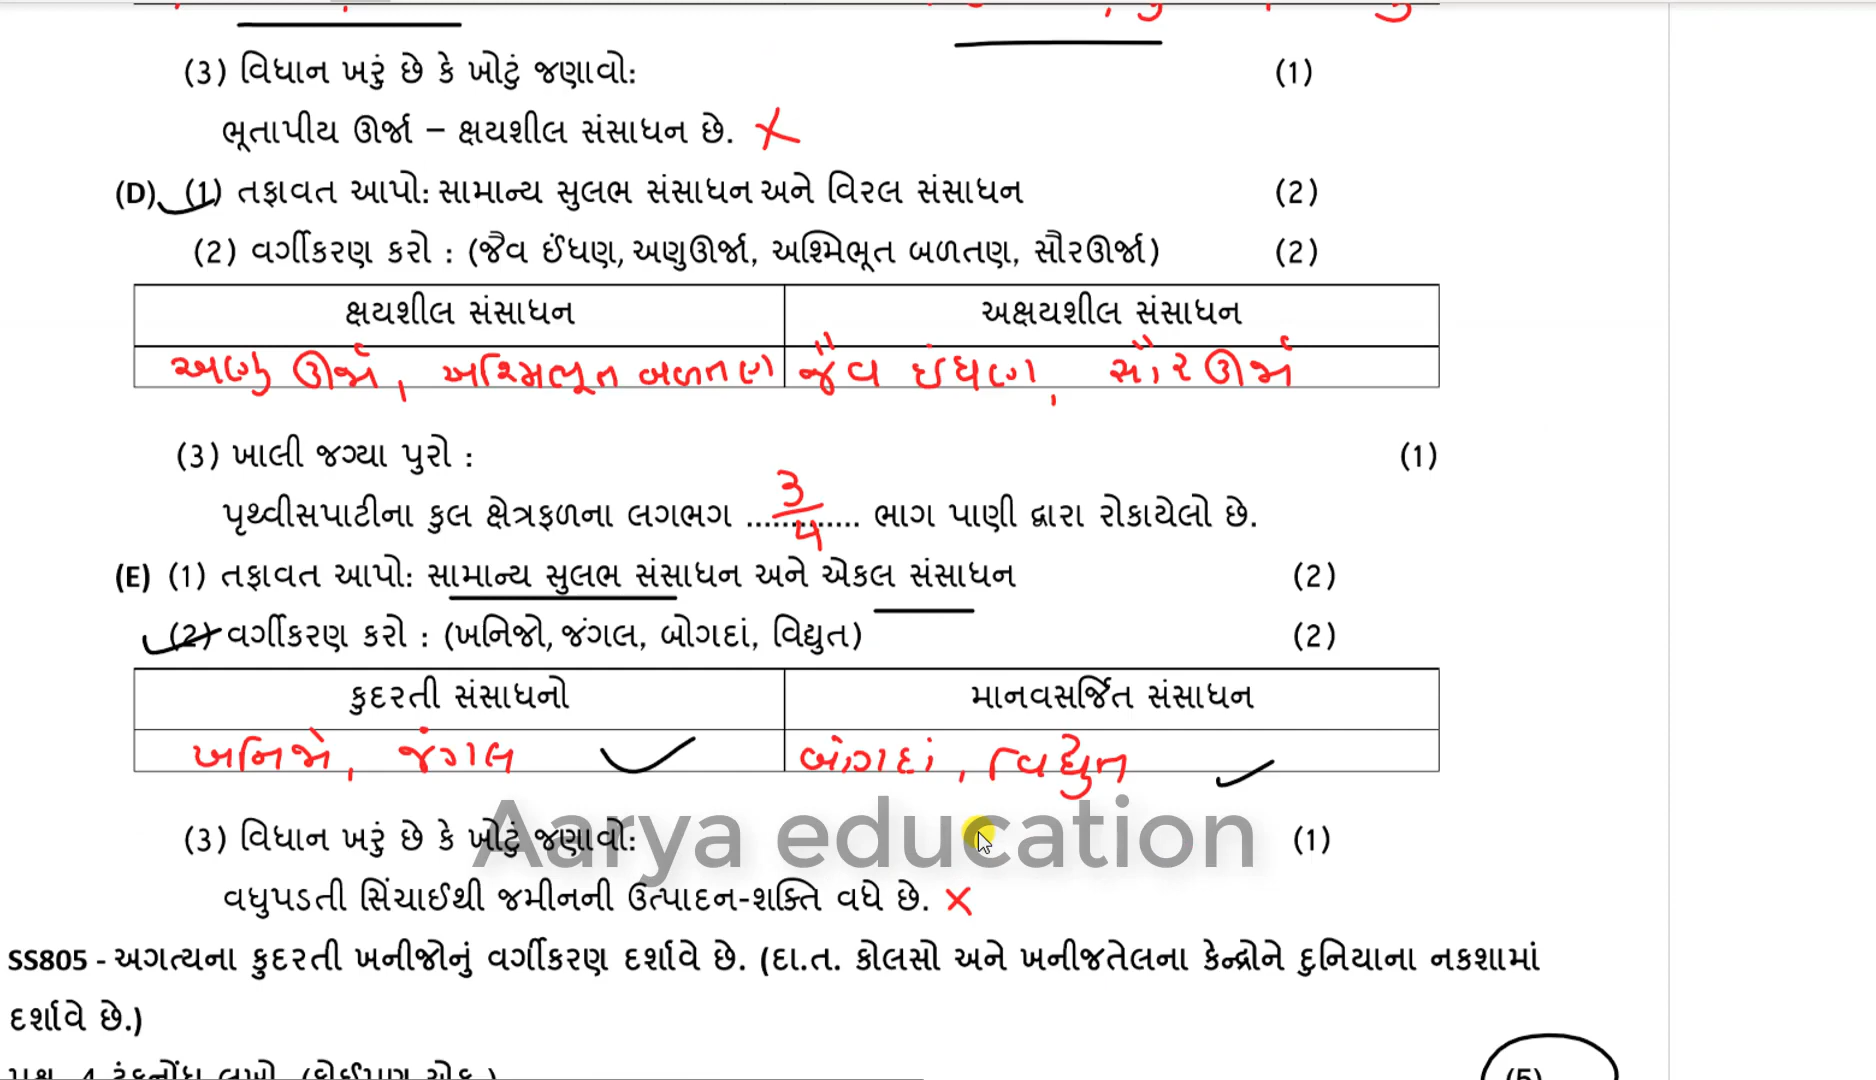 (3) વિધાન ખરું છે કે ખોટું જણાવો: (1)
ભૂતાપીય ઊર્જા – ક્ષયશીલ સંસાધન છે. ×
(D) (1) તફાવત આપો: સામાન્ય સુલભ સંસાધન અને વિરલ સંસાધન (2)
(2) વર્ગીકરણ કરો : (જૈવ ઈંધણ, અણુઊર્જા, અશ્મિભૂત બળતણ, સૌરઊર્જા) (2)
ક્ષયશીલ સંસાધન અક્ષયશીલ સંસાધન
અણુ ઊર્જા, અશ્મિભૂત બળતણ જૈવ ઇંધણ, સૌરઊર્જા
(3) ખાલી જગ્યા પુરો : (1)
પૃથ્વીસપાટીના કુલ ક્ષેત્રફળના લગભગ ....3/4.... ભાગ પાણી દ્વારા રોકાયેલો છે.
(E) (1) તફાવત આપો: સામાન્ય સુલભ સંસાધન અને એકલ સંસાધન (2)
(2) વર્ગીકરણ કરો : (ખનિજો, જંગલ, બોગદાં, વિદ્યુત) (2)
કુદરતી સંસાધનો માનવસર્જિત સંસાધન
ખનિજો, જંગલ બોગદાં, વિદ્યુત
Aarya education
(3) વિધાન ખરું છે કે ખોટું જણાવો: (1)
વધુપડતી સિંચાઈથી જમીનની ઉત્પાદન-શક્તિ વધે છે. ×
SS805 - અગત્યના કુદરતી ખનીજોનું વર્ગીકરણ દર્શાવે છે. (દા.ત. કોલસો અને ખનીજતેલના કેન્દ્રોને દુનિયાના નકશામાં
દર્શાવે છે.)
(5)